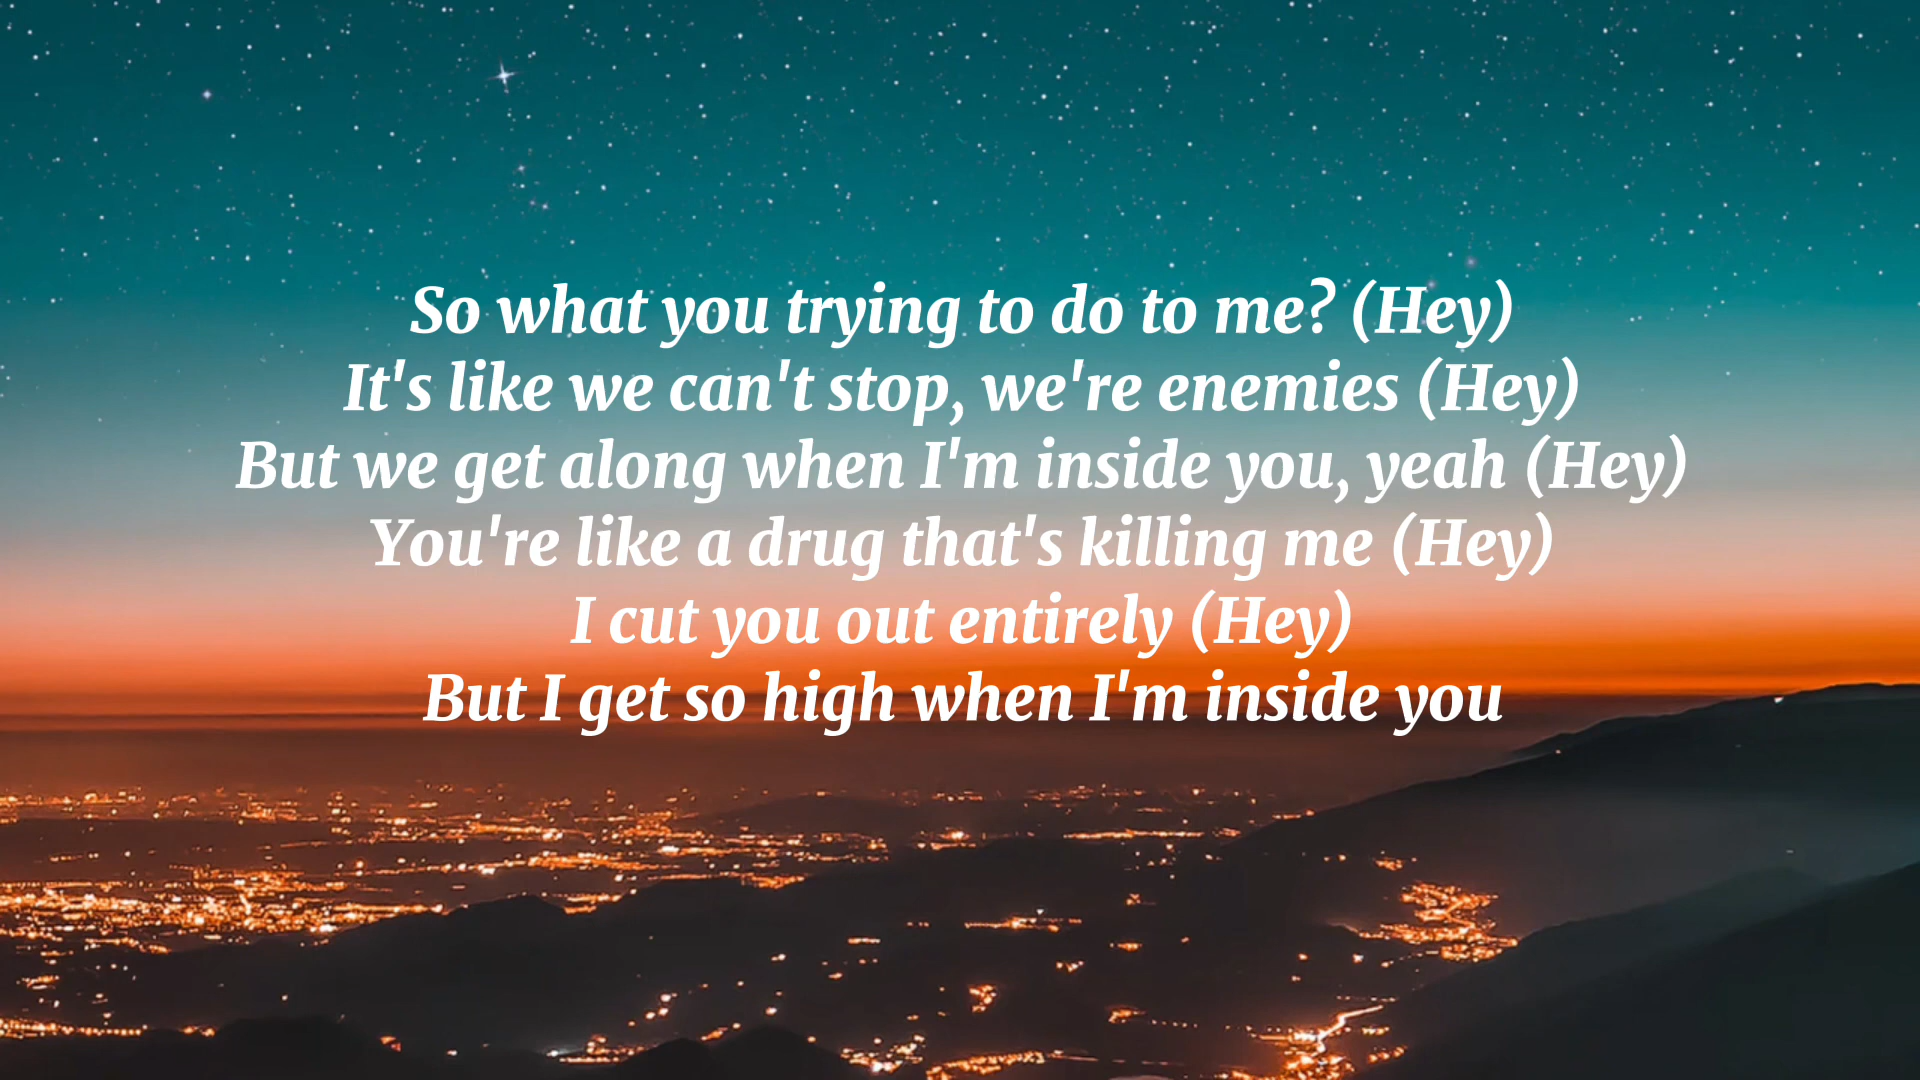 So what you trying to do to me? (Hey)
It's like we can't stop, we're enemies (Hey)
But we get along when I'm inside you, yeah (Hey)
You're like a drug that's killing me (Hey)
I cut you out entirely (Hey)
But I get so high when I'm inside you